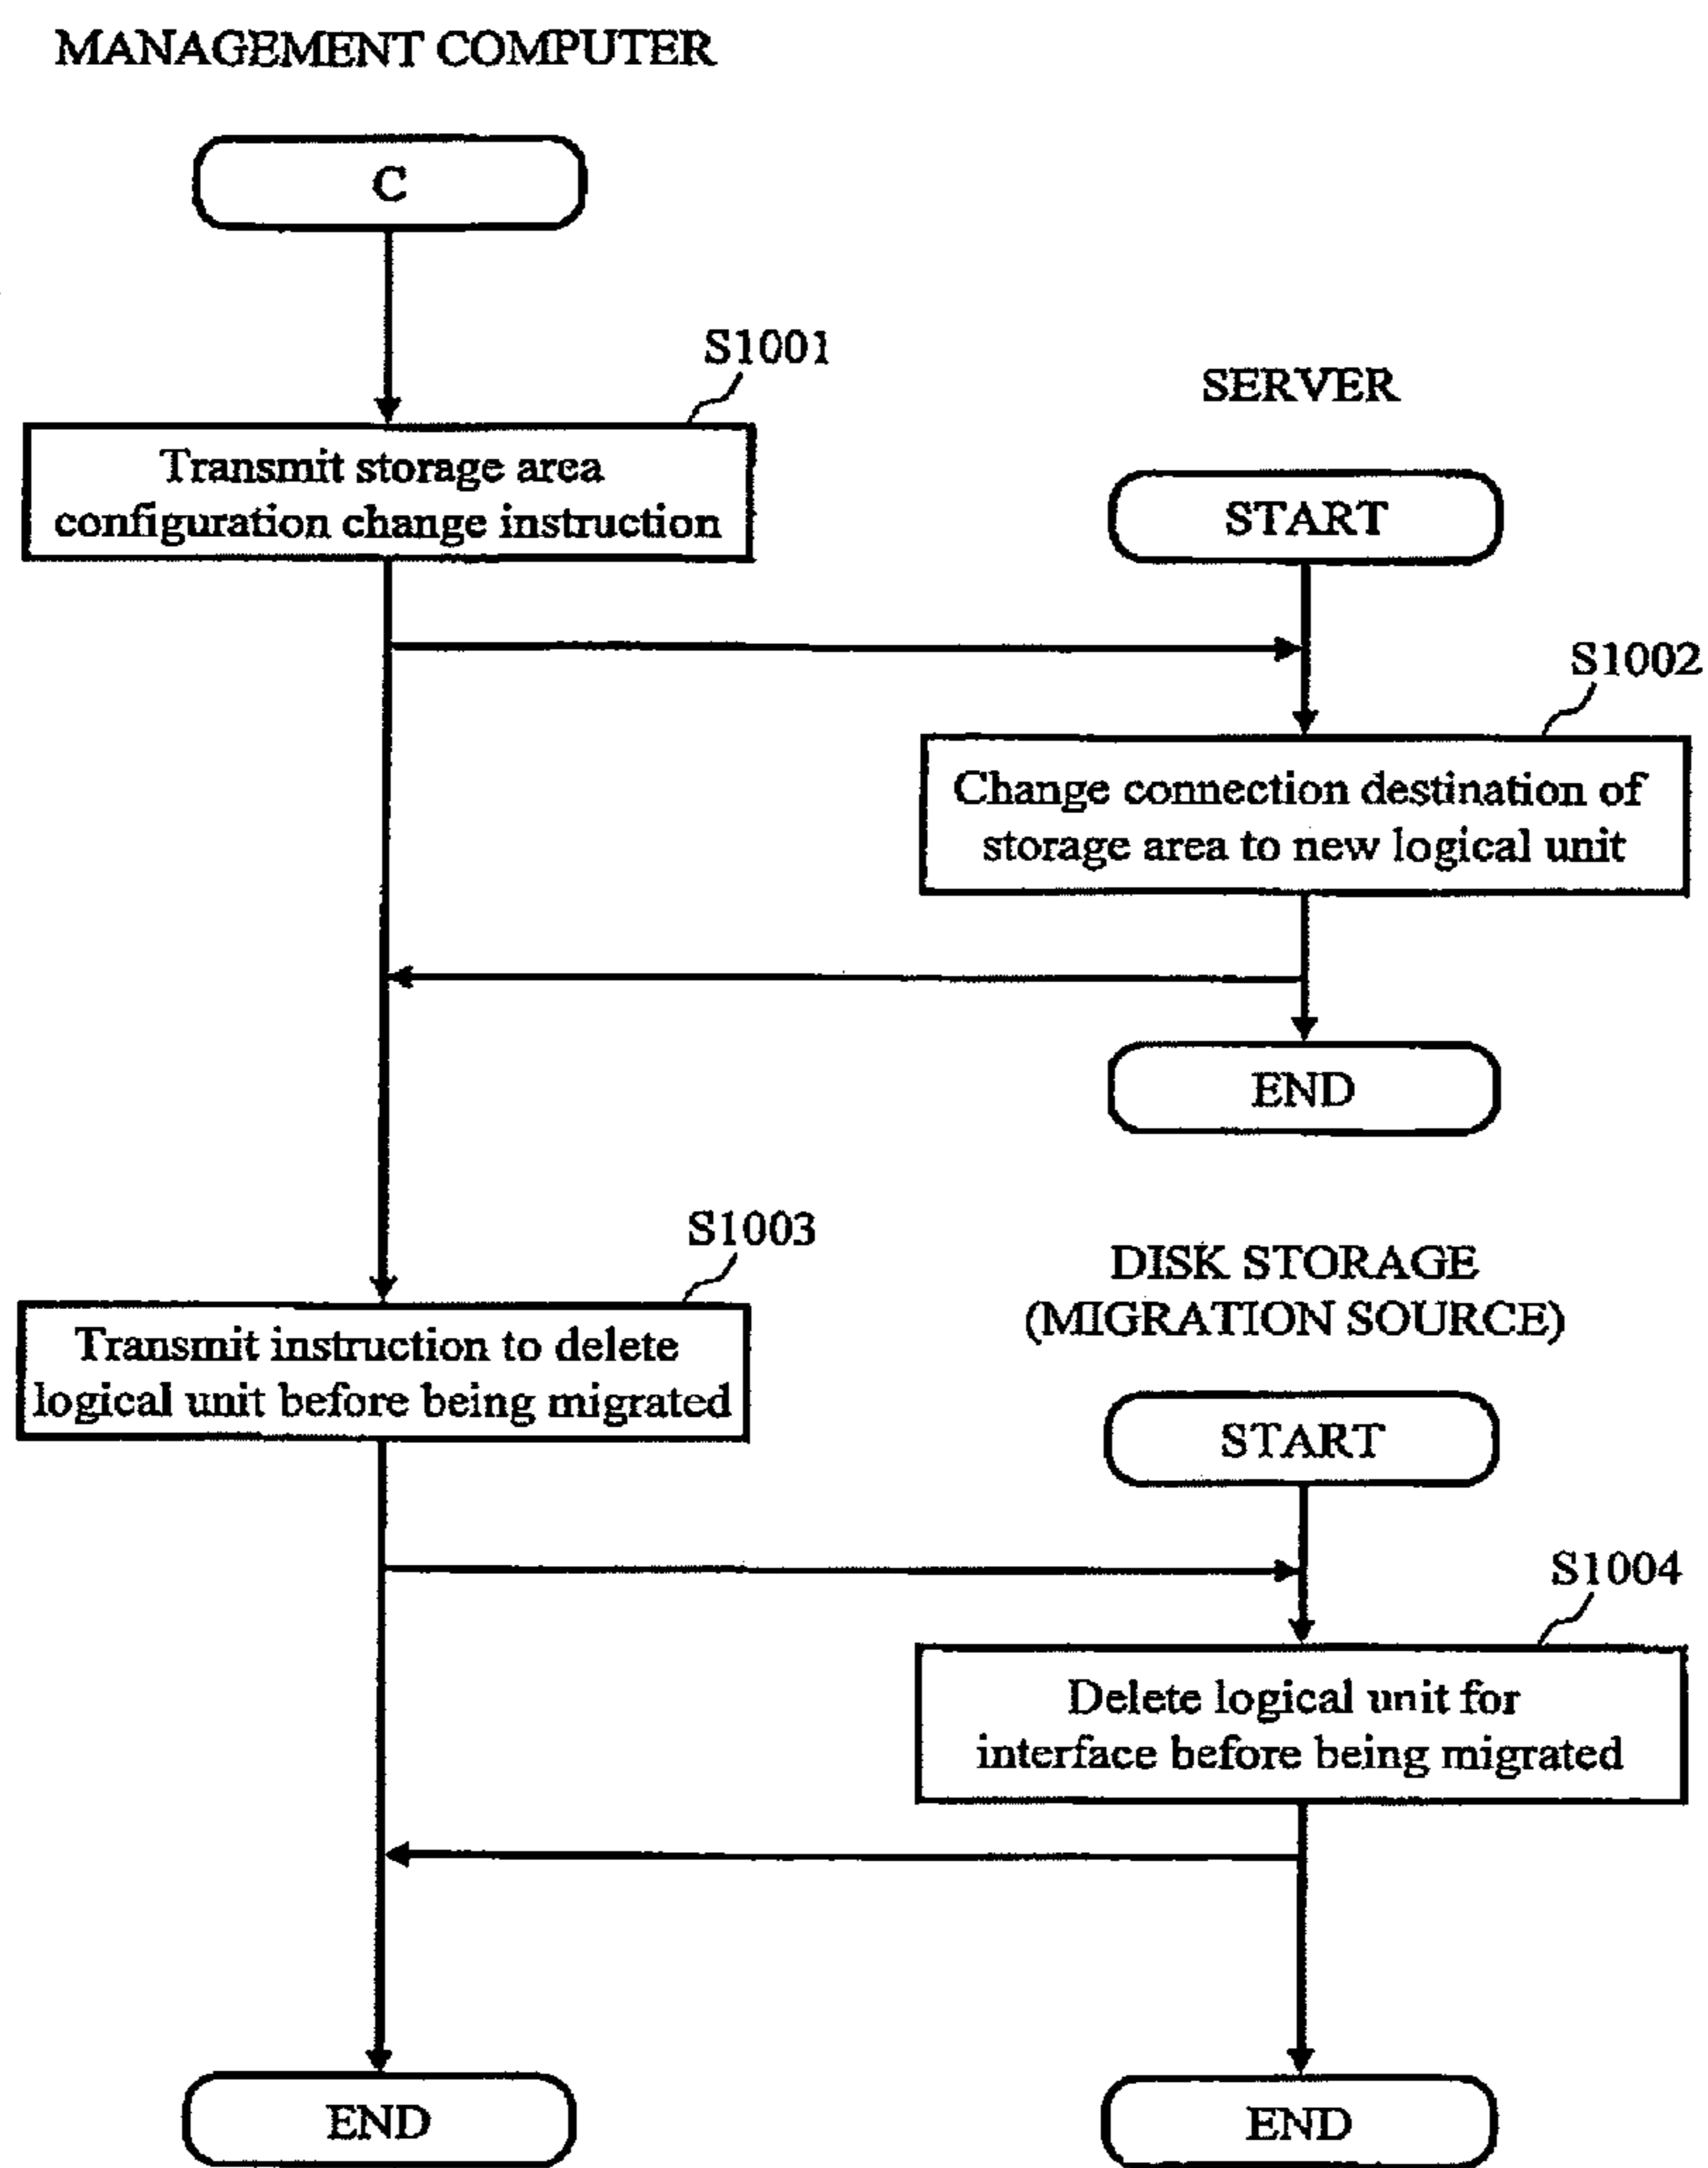 MANAGEMENT COMPUTER
C
S1001
Transmit storage area
configuration change instruction
SERVER
START
S1002
Change connection destination of
storage area to new logical unit
END
S1003
Transmit instruction to delete
logical unit before being migrated
DISK STORAGE
(MIGRATION SOURCE)
START
S1004
Delete logical unit for
interface before being migrated
END
END